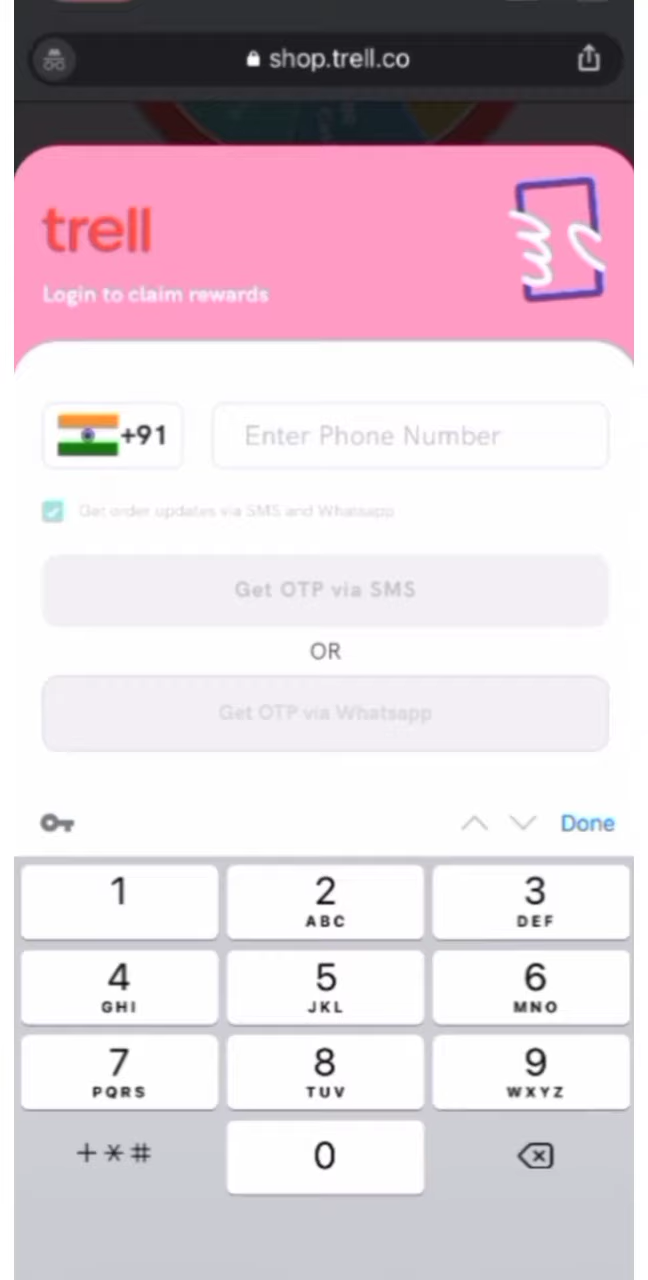 shop.trell.co
trell
Login to claim rewards
+91 Enter Phone Number
Get order updates via SMS and Whatsapp
Get OTP via SMS
OR
Get OTP via Whatsapp
Done
1 2 3
ABC DEF
4 5 6
GHI JKL MNO
7 8 9
PQRS TUV WXYZ
+*# 0